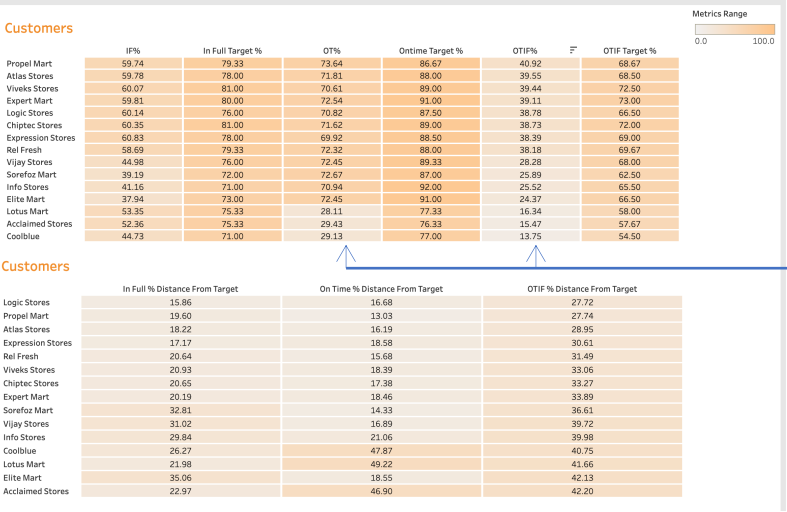 Metrics Range
0.0 100.0
Customers
IF% In Full Target % OT% Ontime Target % OTIF% OTIF Target %
Propel Mart 59.74 79.33 73.64 86.67 40.92 68.67
Atlas Stores 59.78 78.00 71.81 88.00 39.55 68.50
Viveks Stores 60.07 81.00 70.61 89.00 39.44 72.50
Expert Mart 59.81 80.00 72.54 91.00 39.11 73.00
Logic Stores 60.14 76.00 70.82 87.50 38.78 66.50
Chiptec Stores 60.35 81.00 71.62 89.00 38.73 72.00
Expression Stores 60.83 78.00 69.92 88.50 38.39 69.00
Rel Fresh 58.69 79.33 72.32 88.00 38.18 69.67
Vijay Stores 44.98 76.00 72.45 89.33 28.28 68.00
Sorefoz Mart 39.19 72.00 72.67 87.00 25.89 62.50
Info Stores 41.16 71.00 70.94 92.00 25.52 65.50
Elite Mart 37.94 73.00 72.45 91.00 24.37 66.50
Lotus Mart 53.35 75.33 28.11 77.33 16.34 58.00
Acclaimed Stores 52.36 75.33 29.43 76.33 15.47 57.67
Coolblue 44.73 71.00 29.13 77.00 13.75 54.50
Customers
In Full % Distance From Target On Time % Distance From Target OTIF % Distance From Target
Logic Stores 15.86 16.68 27.72
Propel Mart 19.60 13.03 27.74
Atlas Stores 18.22 16.19 28.95
Expression Stores 17.17 18.58 30.61
Rel Fresh 20.64 15.68 31.49
Viveks Stores 20.93 18.39 33.06
Chiptec Stores 20.65 17.38 33.27
Expert Mart 20.19 18.46 33.89
Sorefoz Mart 32.81 14.33 36.61
Vijay Stores 31.02 16.89 39.72
Info Stores 29.84 21.06 39.98
Coolblue 26.27 47.87 40.75
Lotus Mart 21.98 49.22 41.66
Elite Mart 35.06 18.55 42.13
Acclaimed Stores 22.97 46.90 42.20